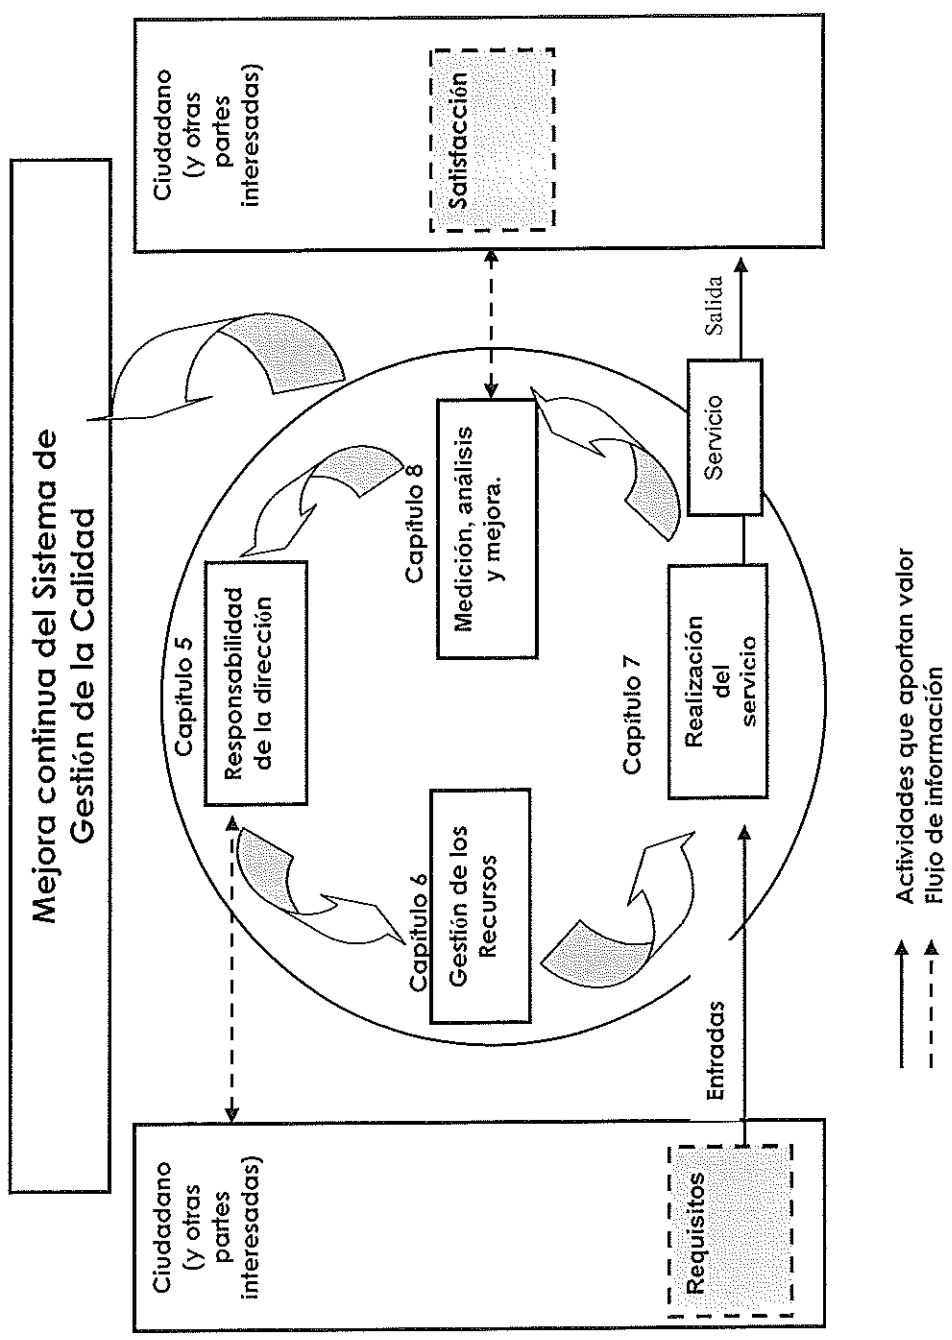 Mejora continua del Sistema de
Gestión de la Calidad
Ciudadano
(y otras
partes
interesadas)
Requisitos
Entradas
Capítulo 5
Responsabilidad
de la dirección
Capítulo 6
Gestión de los
Recursos
Capítulo 8
Medición, análisis
y mejora.
Capítulo 7
Realización
del
servicio
Servicio
Salida
Ciudadano
(y otras
partes
interesadas)
Satisfacción
Actividades que aportan valor
Flujo de información